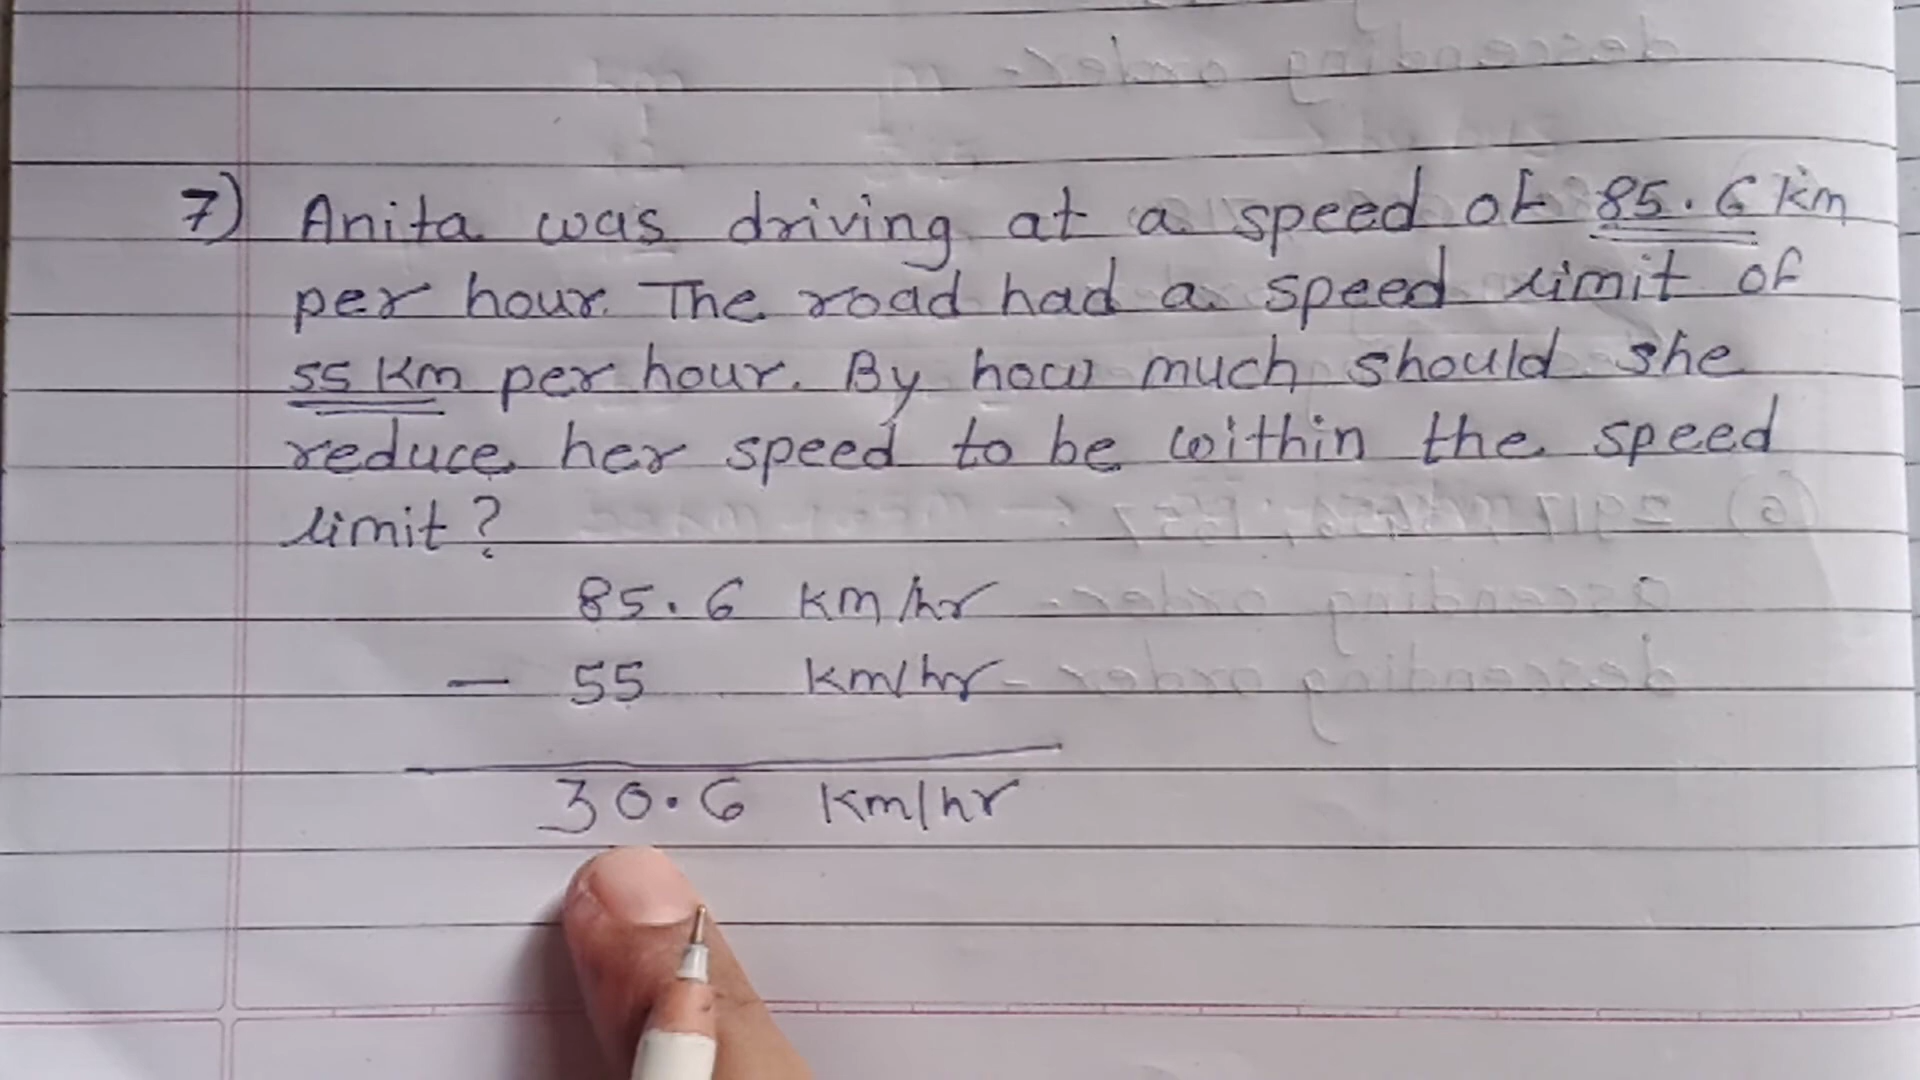 7) Anita was driving at a speed of 85.6 km
per hour. The road had a speed limit of
55 Km per hour. By how much should she
reduce her speed to be within the speed
limit?
85.6 km/hr
- 55 km/hr
30.6 km/hr